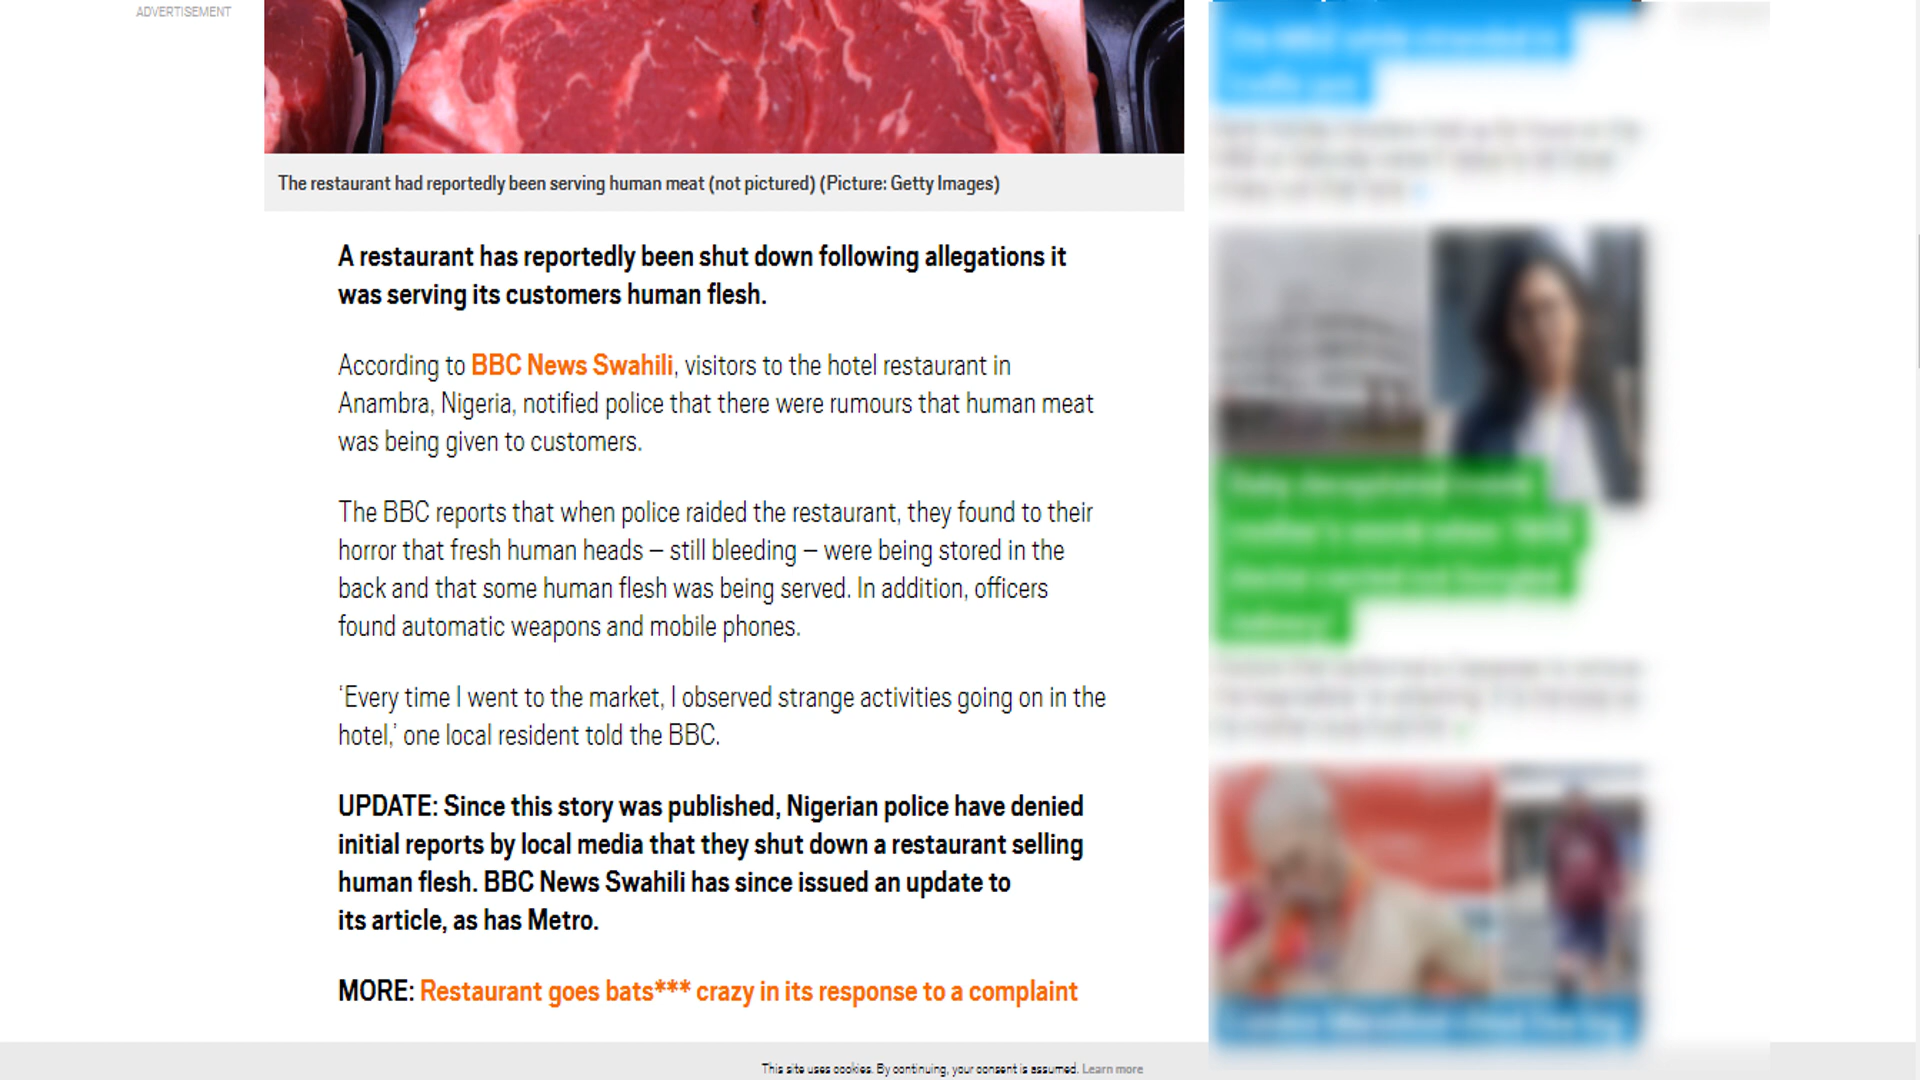 ADVERTISEMENT
The restaurant had reportedly been serving human meat (not pictured) (Picture: Getty Images)
A restaurant has reportedly been shut down following allegations it
was serving its customers human flesh.
According to BBC News Swahili, visitors to the hotel restaurant in
Anambra, Nigeria, notified police that there were rumours that human meat
was being given to customers.
The BBC reports that when police raided the restaurant, they found to their
horror that fresh human heads – still bleeding – were being stored in the
back and that some human flesh was being served. In addition, officers
found automatic weapons and mobile phones.
‘Every time I went to the market, I observed strange activities going on in the
hotel,’ one local resident told the BBC.
UPDATE: Since this story was published, Nigerian police have denied
initial reports by local media that they shut down a restaurant selling
human flesh. BBC News Swahili has since issued an update to
its article, as has Metro.
MORE: Restaurant goes bats*** crazy in its response to a complaint
This site uses cookies. By continuing, your consent is assumed. Learn more